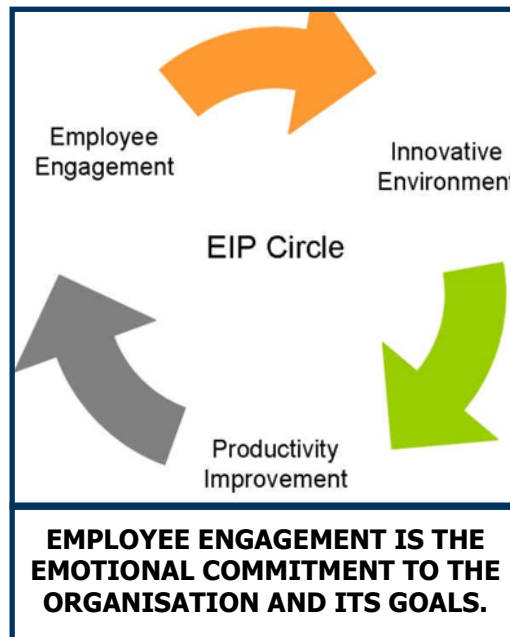 Employee
Engagement
Innovative
Environment
EIP Circle
Productivity
Improvement
EMPLOYEE ENGAGEMENT IS THE
EMOTIONAL COMMITMENT TO THE
ORGANISATION AND ITS GOALS.